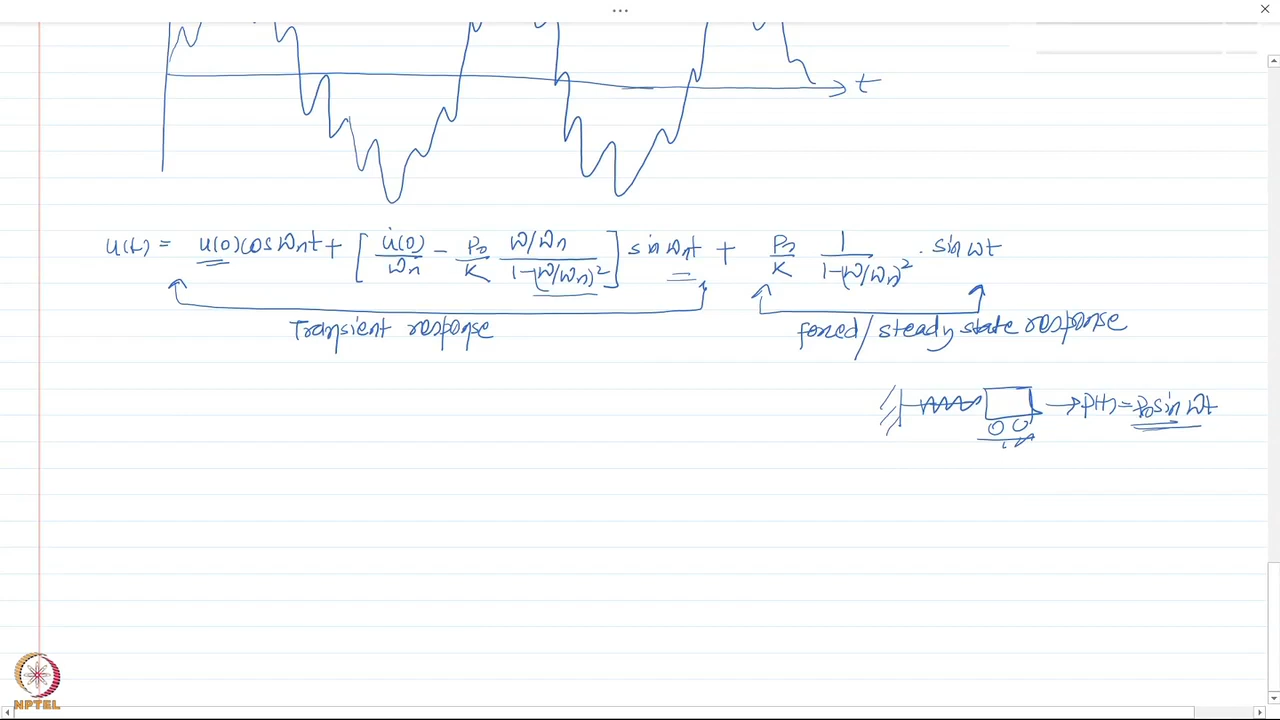 t
u(t) = u(0)cos ωnt + [ u̇(0)/ωn − P0/K (ω/ωn)/(1−(ω/ωn)²) ] sin ωnt + P0/K 1/(1−(ω/ωn)²) · sin ωt
Transient response forced/steady state response
P(t) = P0 sin ωt
NPTEL